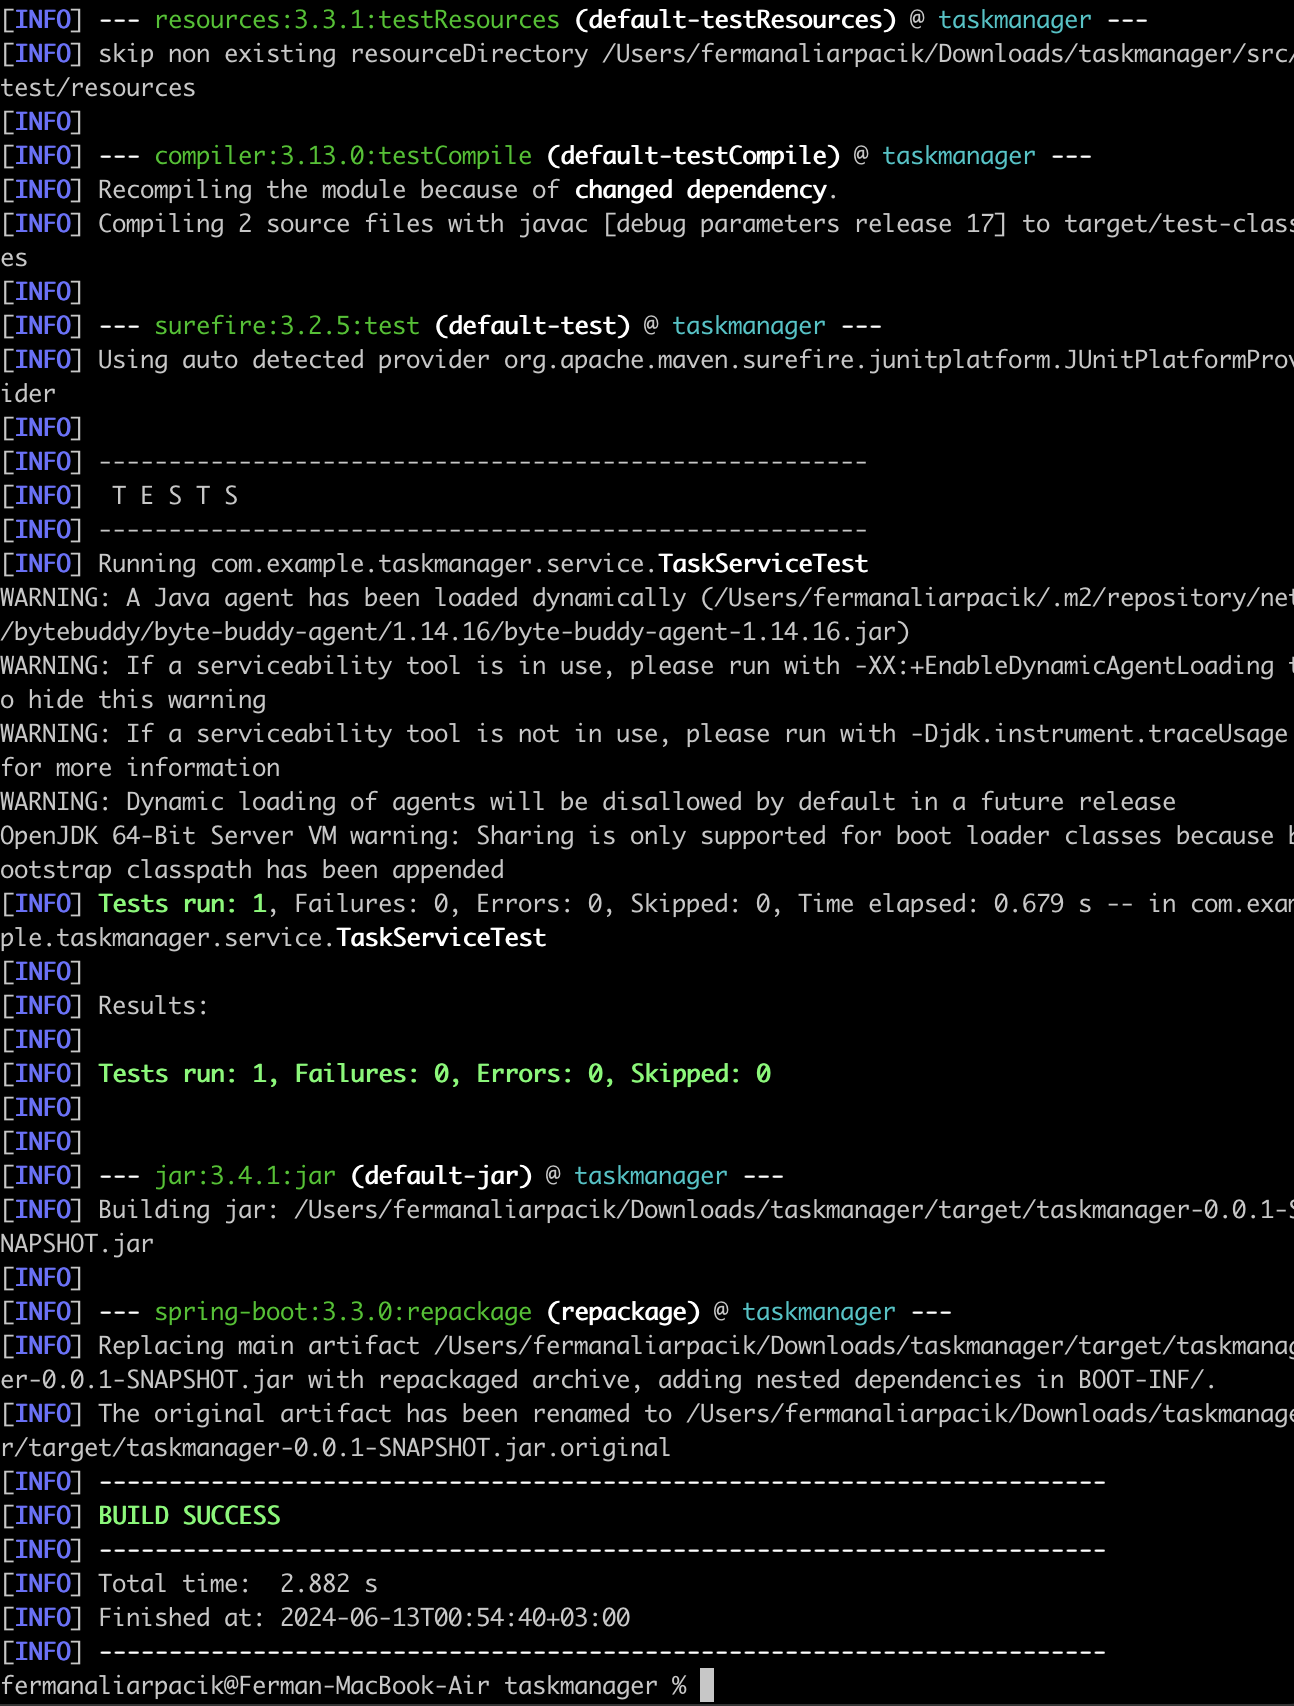 [INFO] --- resources:3.3.1:testResources (default-testResources) @ taskmanager ---
[INFO] skip non existing resourceDirectory /Users/fermanaliarpacik/Downloads/taskmanager/src/
test/resources
[INFO]
[INFO] --- compiler:3.13.0:testCompile (default-testCompile) @ taskmanager ---
[INFO] Recompiling the module because of changed dependency.
[INFO] Compiling 2 source files with javac [debug parameters release 17] to target/test-class
es
[INFO]
[INFO] --- surefire:3.2.5:test (default-test) @ taskmanager ---
[INFO] Using auto detected provider org.apache.maven.surefire.junitplatform.JUnitPlatformProv
ider
[INFO]
[INFO] -------------------------------------------------------
[INFO]  T E S T S
[INFO] -------------------------------------------------------
[INFO] Running com.example.taskmanager.service.TaskServiceTest
WARNING: A Java agent has been loaded dynamically (/Users/fermanaliarpacik/.m2/repository/net
/bytebuddy/byte-buddy-agent/1.14.16/byte-buddy-agent-1.14.16.jar)
WARNING: If a serviceability tool is in use, please run with -XX:+EnableDynamicAgentLoading t
o hide this warning
WARNING: If a serviceability tool is not in use, please run with -Djdk.instrument.traceUsage
for more information
WARNING: Dynamic loading of agents will be disallowed by default in a future release
OpenJDK 64-Bit Server VM warning: Sharing is only supported for boot loader classes because b
ootstrap classpath has been appended
[INFO] Tests run: 1, Failures: 0, Errors: 0, Skipped: 0, Time elapsed: 0.679 s -- in com.exam
ple.taskmanager.service.TaskServiceTest
[INFO]
[INFO] Results:
[INFO]
[INFO] Tests run: 1, Failures: 0, Errors: 0, Skipped: 0
[INFO]
[INFO]
[INFO] --- jar:3.4.1:jar (default-jar) @ taskmanager ---
[INFO] Building jar: /Users/fermanaliarpacik/Downloads/taskmanager/target/taskmanager-0.0.1-S
NAPSHOT.jar
[INFO]
[INFO] --- spring-boot:3.3.0:repackage (repackage) @ taskmanager ---
[INFO] Replacing main artifact /Users/fermanaliarpacik/Downloads/taskmanager/target/taskmanag
er-0.0.1-SNAPSHOT.jar with repackaged archive, adding nested dependencies in BOOT-INF/.
[INFO] The original artifact has been renamed to /Users/fermanaliarpacik/Downloads/taskmanage
r/target/taskmanager-0.0.1-SNAPSHOT.jar.original
[INFO] ------------------------------------------------------------------------
[INFO] BUILD SUCCESS
[INFO] ------------------------------------------------------------------------
[INFO] Total time:  2.882 s
[INFO] Finished at: 2024-06-13T00:54:40+03:00
[INFO] ------------------------------------------------------------------------
fermanaliarpacik@Ferman-MacBook-Air taskmanager %